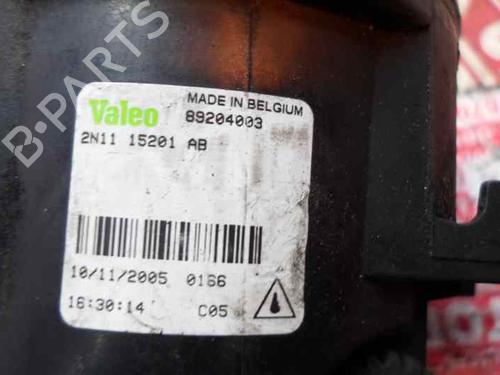 B-PARTS
Valeo
MADE IN BELGIUM
89204003
2N11 15201 AB
10/11/2005 0166
16:30:14 C05